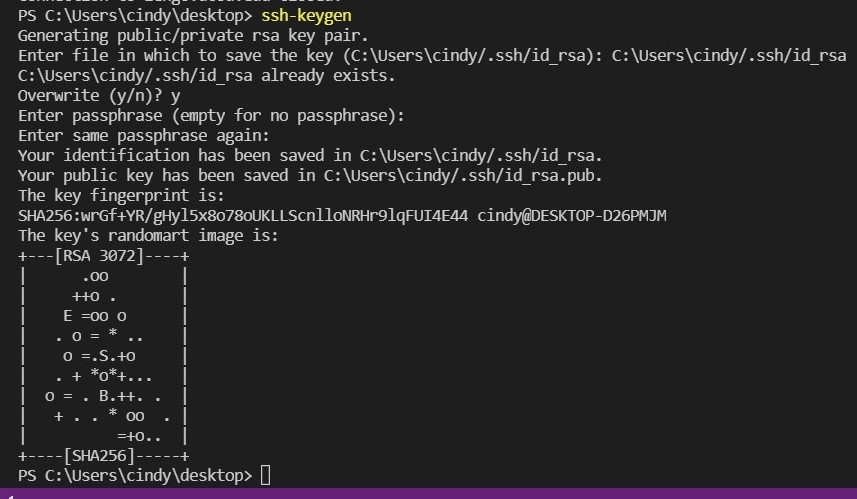 PS C:\Users\cindy\desktop> ssh-keygen
Generating public/private rsa key pair.
Enter file in which to save the key (C:\Users\cindy/.ssh/id_rsa): C:\Users\cindy/.ssh/id_rsa
C:\Users\cindy/.ssh/id_rsa already exists.
Overwrite (y/n)? y
Enter passphrase (empty for no passphrase):
Enter same passphrase again:
Your identification has been saved in C:\Users\cindy/.ssh/id_rsa.
Your public key has been saved in C:\Users\cindy/.ssh/id_rsa.pub.
The key fingerprint is:
SHA256:wrGf+YR/gHyl5x8o78oUKLLScnlloNRHr9lqFUI4E44 cindy@DESKTOP-D26PMJM
The key's randomart image is:
+---[RSA 3072]----+
|      .oo        |
|     ++o .       |
|    E =oo o      |
|   . o = * ..    |
|    o =.S.+o     |
|   . + *o*+...   |
|  o = . B.++. .  |
|   + . . * oo  . |
|          =+o..  |
+----[SHA256]-----+
PS C:\Users\cindy\desktop>